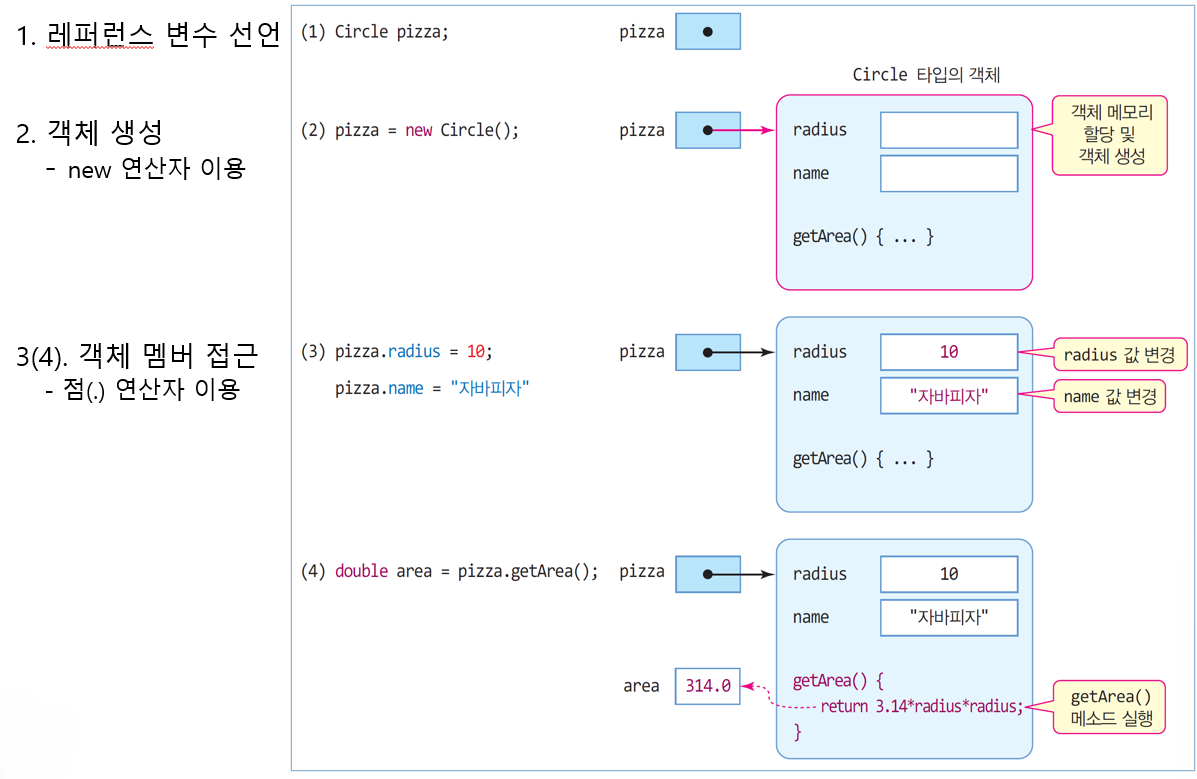 1. 레퍼런스 변수 선언
(1) Circle pizza;
pizza
Circle 타입의 객체
2. 객체 생성
- new 연산자 이용
(2) pizza = new Circle();
pizza
radius
name
getArea() { ... }
객체 메모리
할당 및
객체 생성
3(4). 객체 멤버 접근
- 점(.) 연산자 이용
(3) pizza.radius = 10;
pizza.name = "자바피자"
pizza
radius
10
name
"자바피자"
getArea() { ... }
radius 값 변경
name 값 변경
(4) double area = pizza.getArea();
pizza
radius
10
name
"자바피자"
area
314.0
getArea() {
return 3.14*radius*radius;
}
getArea()
메소드 실행